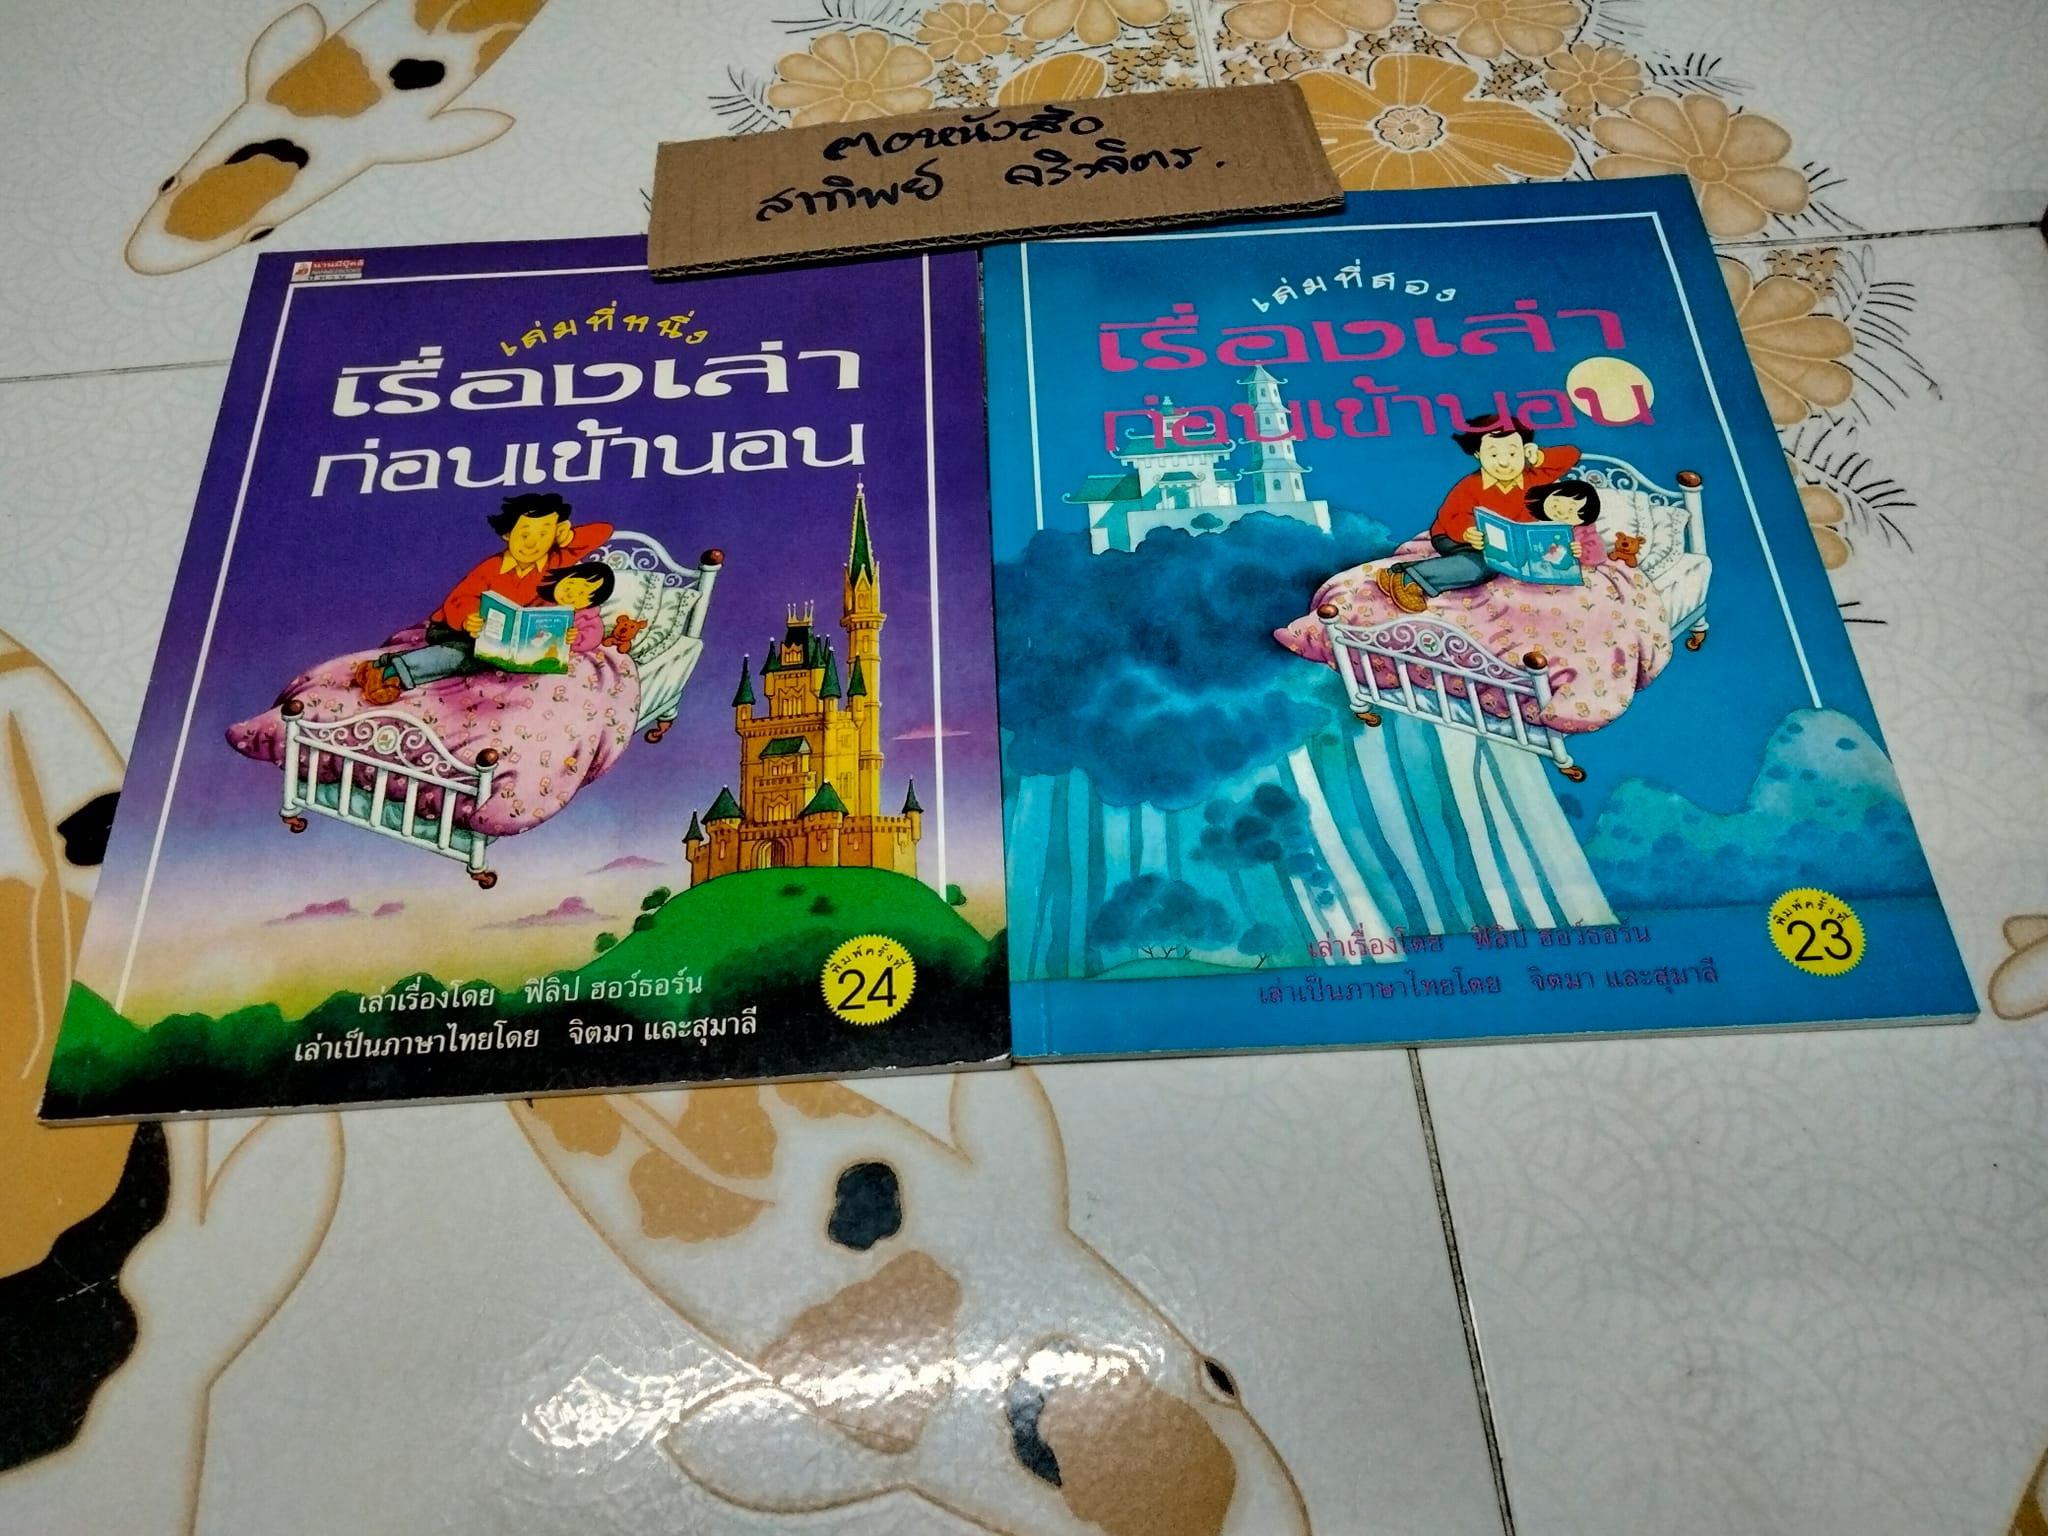 ตอหนังสือ
สาทิพย์ จริวจิตร.
นานมีบุ๊คส์
NANMEEBOOKS
เล่มที่หนึ่ง
เรื่องเล่า
ก่อนเข้านอน
พิมพ์ครั้งที่
24
เล่าเรื่องโดย ฟิลิป ฮอว์ธอร์น
เล่าเป็นภาษาไทยโดย จิตมา และสุมาลี
เล่มที่สอง
เรื่องเล่า
ก่อนเข้านอน
พิมพ์ครั้งที่
23
เล่าเรื่องโดย ฟิลิป ฮอว์ธอร์น
เล่าเป็นภาษาไทยโดย จิตมา และสุมาลี